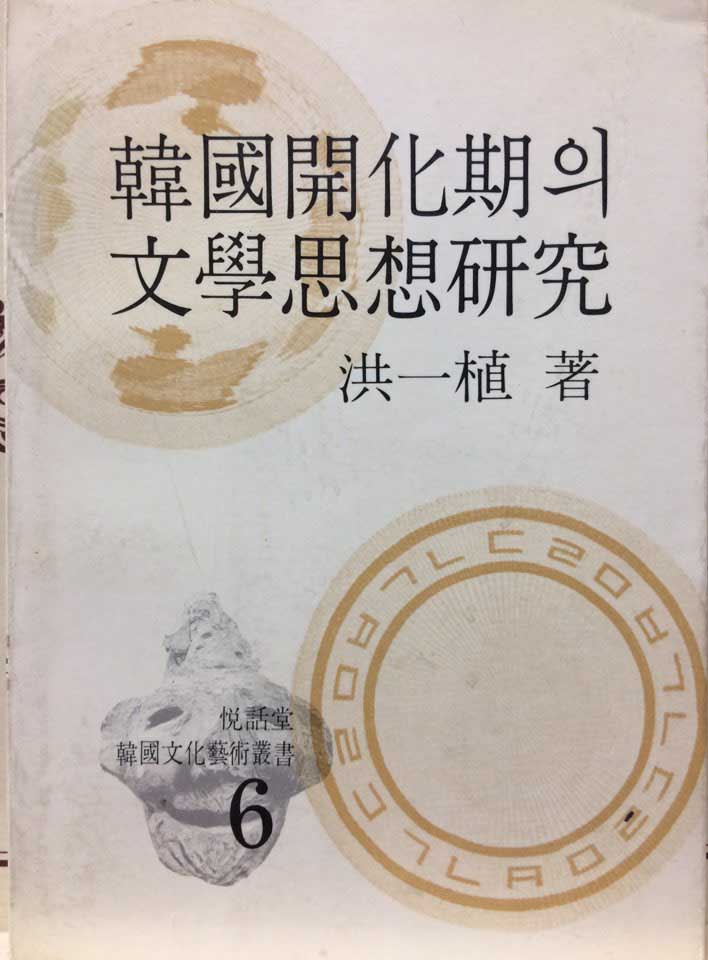 韓國開化期의
文學思想硏究
洪一植 著
悅話堂
韓國文化藝術叢書
6